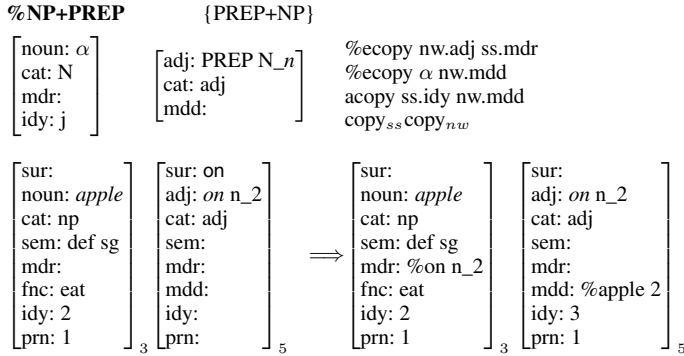 %NP+PREP {PREP+NP}
noun: α
cat: N
mdr:
idy: j
adj: PREP N_n
cat: adj
mdd:
%ecopy nw.adj ss.mdr
%ecopy α nw.mdd
acopy ss.idy nw.mdd
copy_ss copy_nw
sur:
noun: apple
cat: np
sem: def sg
mdr:
fnc: eat
idy: 2
prn: 1
3
sur: on
adj: on n_2
cat: adj
sem:
mdr:
mdd:
idy:
prn:
5
⟹
sur:
noun: apple
cat: np
sem: def sg
mdr: %on n_2
fnc: eat
idy: 2
prn: 1
3
sur:
adj: on n_2
cat: adj
sem:
mdr:
mdd: %apple 2
idy: 3
prn: 1
5